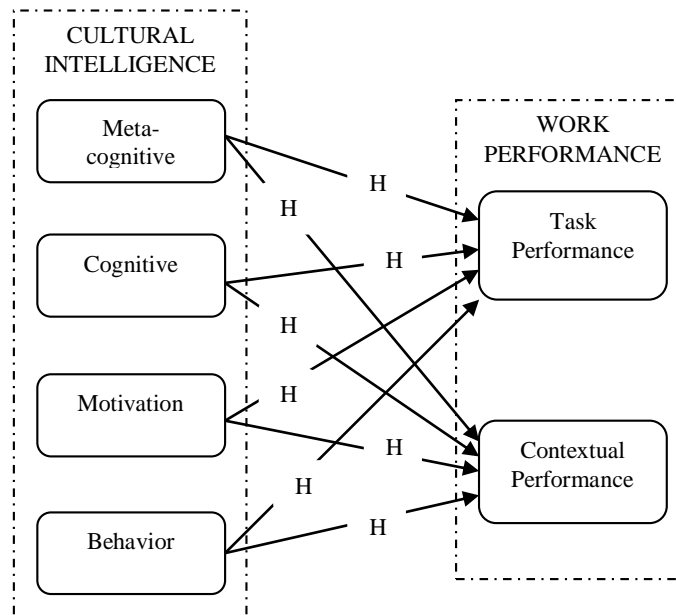 CULTURAL
INTELLIGENCE
Meta-
cognitive
Cognitive
Motivation
Behavior
H
H
H
H
H
H
H
H
WORK
PERFORMANCE
Task
Performance
Contextual
Performance